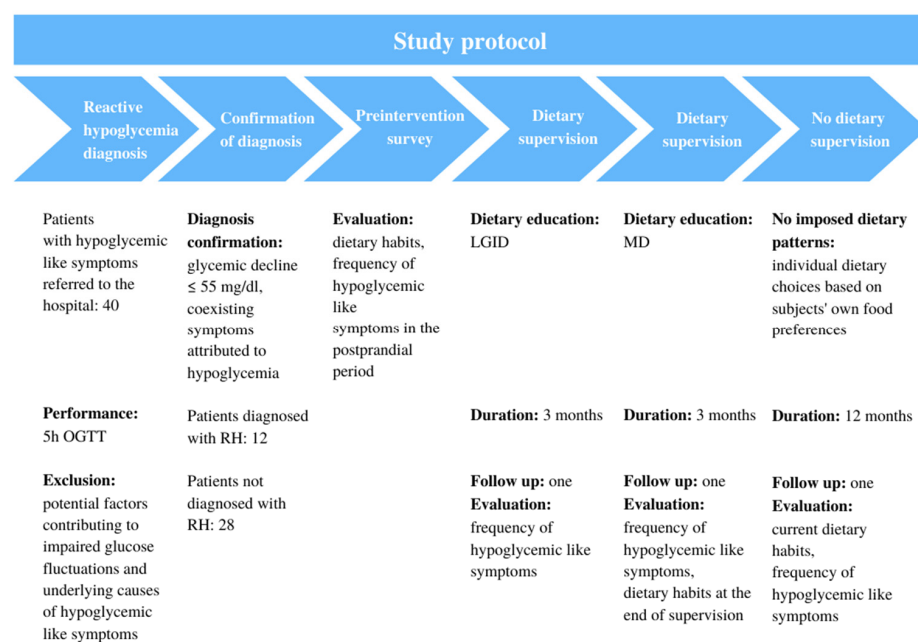 Study protocol
Reactive
hypoglycemia
diagnosis
Confirmation
of diagnosis
Preintervention
survey
Dietary
supervision
Dietary
supervision
No dietary
supervision
Patients
with hypoglycemic
like symptoms
referred to the
hospital: 40
Performance:
5h OGTT
Exclusion:
potential factors
contributing to
impaired glucose
fluctuations and
underlying causes
of hypoglycemic
like symptoms
Diagnosis
confirmation:
glycemic decline
≤ 55 mg/dl,
coexisting
symptoms
attributed to
hypoglycemia
Patients diagnosed
with RH: 12
Patients not
diagnosed with
RH: 28
Evaluation:
dietary habits,
frequency of
hypoglycemic
like
symptoms in the
postprandial
period
Dietary education:
LGID
Duration: 3 months
Follow up: one
Evaluation:
frequency of
hypoglycemic like
symptoms
Dietary education:
MD
Duration: 3 months
Follow up: one
Evaluation:
frequency of
hypoglycemic like
symptoms,
dietary habits at the
end of supervision
No imposed dietary
patterns:
individual dietary
choices based on
subjects' own food
preferences
Duration: 12 months
Follow up: one
Evaluation:
current dietary
habits,
frequency of
hypoglycemic like
symptoms